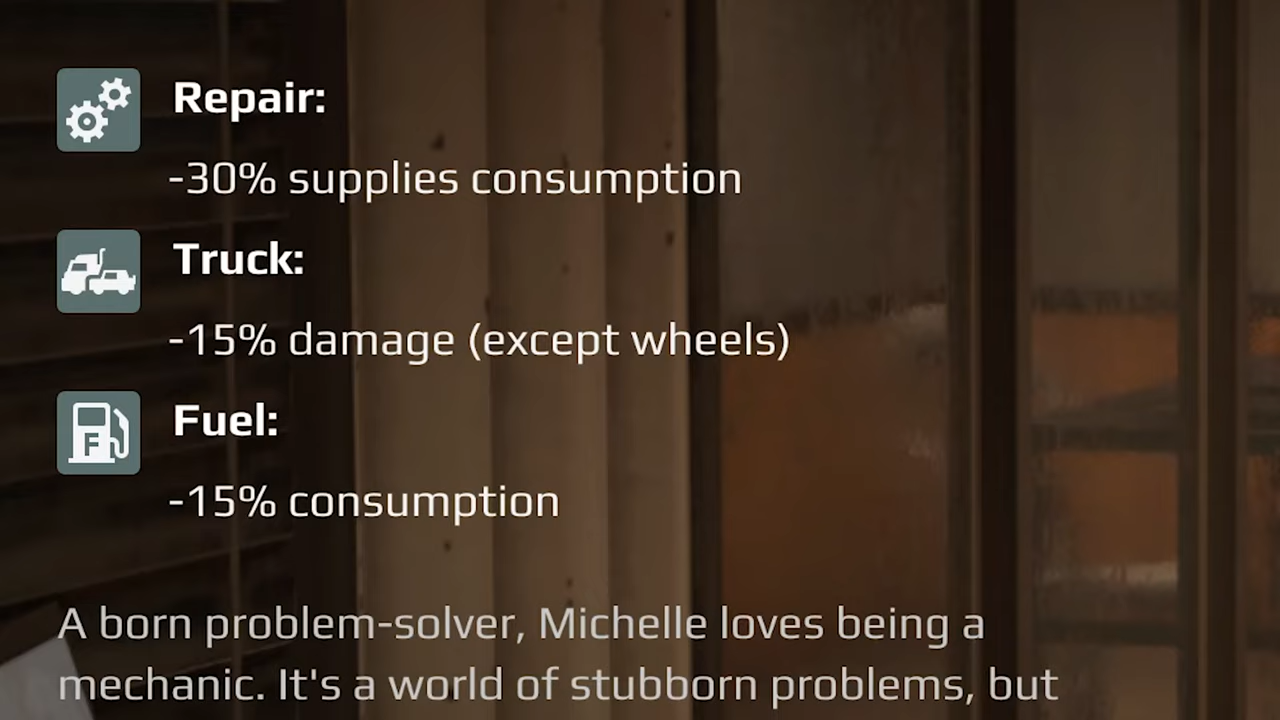 Repair:
-30% supplies consumption
Truck:
-15% damage (except wheels)
F
Fuel:
-15% consumption
A born problem-solver, Michelle loves being a
mechanic. It's a world of stubborn problems, but